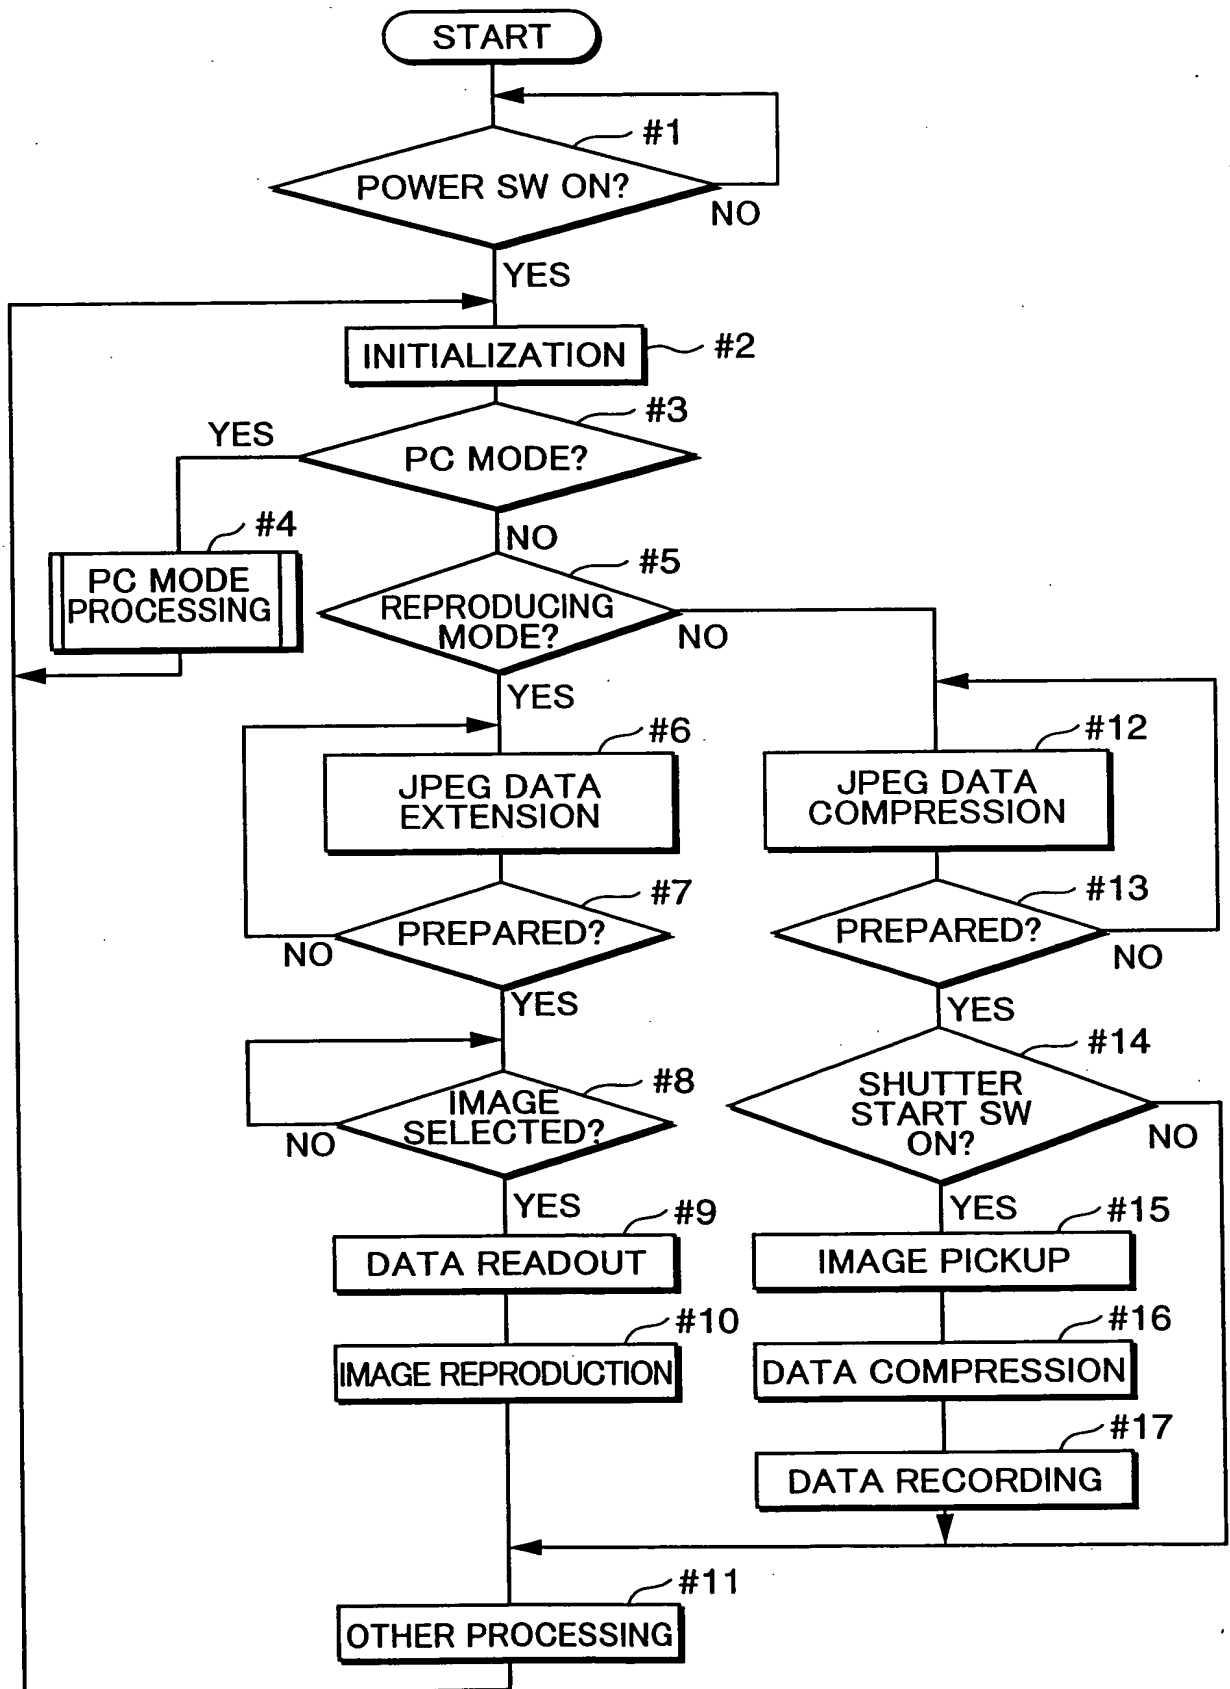 START
#1
POWER SW ON?
NO
YES
INITIALIZATION
#2
#3
YES
PC MODE?
#4
NO
PC MODE
PROCESSING
#5
REPRODUCING
MODE?
NO
YES
#6
JPEG DATA
EXTENSION
#12
JPEG DATA
COMPRESSION
#7
PREPARED?
NO
YES
#13
PREPARED?
NO
YES
#8
IMAGE
SELECTED?
NO
YES
#14
SHUTTER
START SW
ON?
NO
YES
#9
DATA READOUT
#15
IMAGE PICKUP
#10
IMAGE REPRODUCTION
#16
DATA COMPRESSION
#17
DATA RECORDING
#11
OTHER PROCESSING